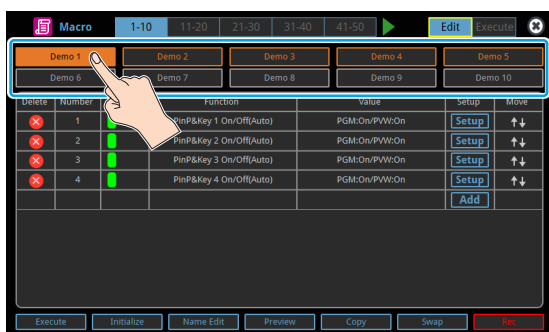 Macro 1-10 11-20 21-30 31-40 41-50 Edit Execute
Demo 1 Demo 2 Demo 3 Demo 4 Demo 5
Demo 6 Demo 7 Demo 8 Demo 9 Demo 10
Delete Number Function Value Setup Move
1 PinP&Key 1 On/Off(Auto) PGM:On/PVW:On Setup
2 PinP&Key 2 On/Off(Auto) PGM:On/PVW:On Setup
3 PinP&Key 3 On/Off(Auto) PGM:On/PVW:On Setup
4 PinP&Key 4 On/Off(Auto) PGM:On/PVW:On Setup
Add
Execute Initialize Name Edit Preview Copy Swap Rec